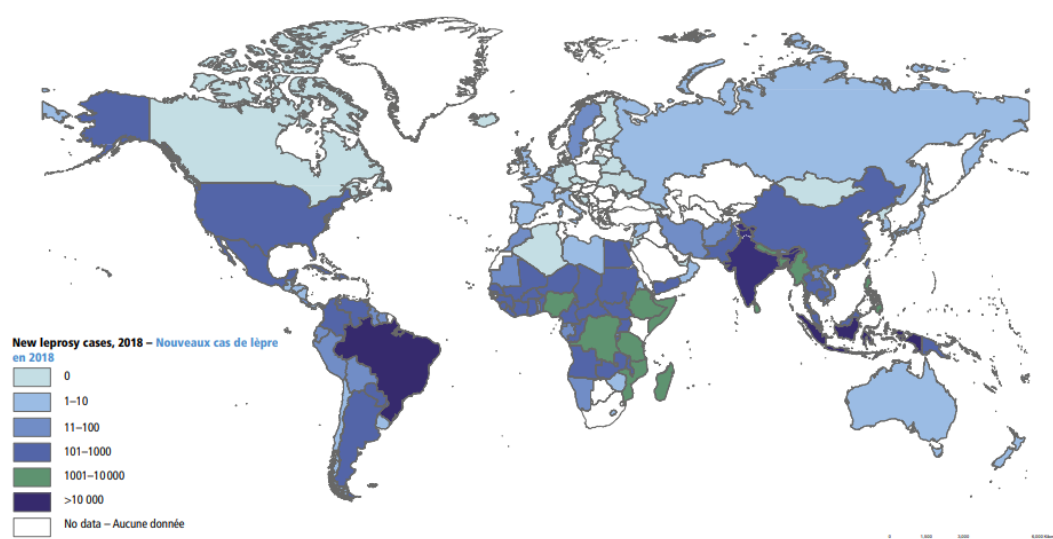 New leprosy cases, 2018 – Nouveaux cas de lèpre
en 2018
0
1–10
11–100
101–1000
1001–10 000
>10 000
No data – Aucune donnée